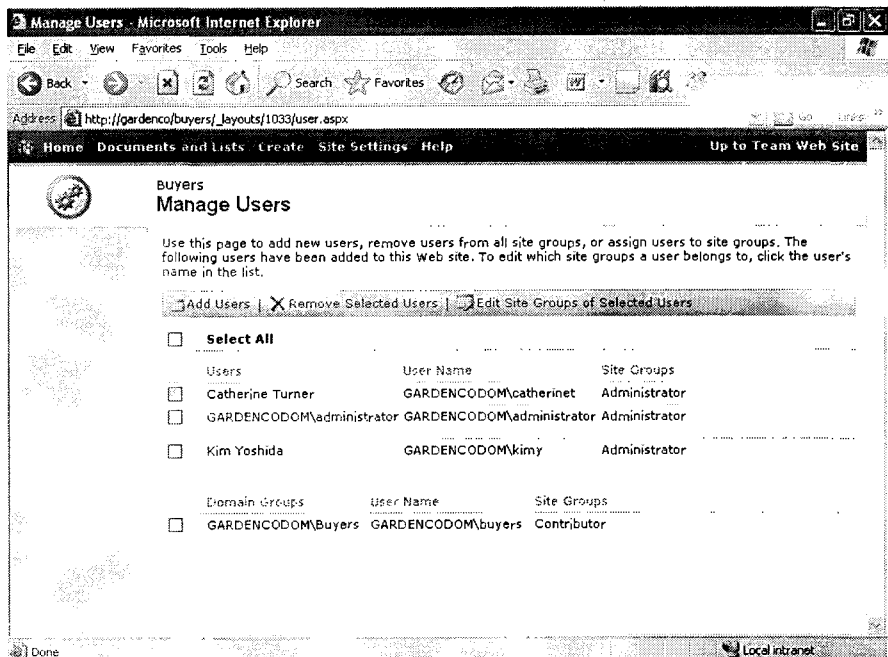 Manage Users - Microsoft Internet Explorer
File Edit View Favorites Tools Help
Back Search Favorites
Address http://gardenco/buyers/_layouts/1033/user.aspx Go Links »
Home Documents and Lists Create Site Settings Help Up to Team Web Site
Buyers
Manage Users
Use this page to add new users, remove users from all site groups, or assign users to site groups. The
following users have been added to this Web site. To edit which site groups a user belongs to, click the user's
name in the list.
Add Users | Remove Selected Users | Edit Site Groups of Selected Users
Select All
Users User Name Site Groups
Catherine Turner GARDENCODOM\catherinet Administrator
GARDENCODOM\administrator GARDENCODOM\administrator Administrator
Kim Yoshida GARDENCODOM\kimy Administrator
Domain Groups User Name Site Groups
GARDENCODOM\Buyers GARDENCODOM\buyers Contributor
Done Local intranet